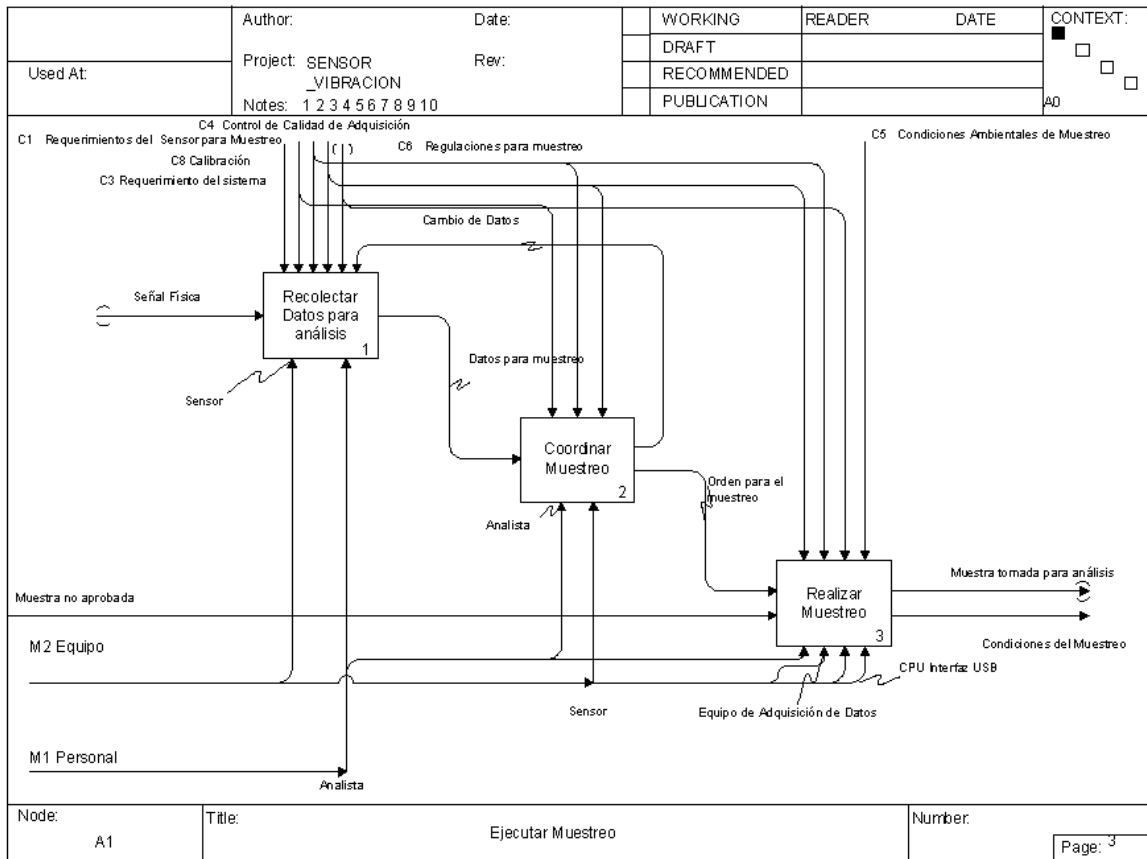 Used At:
Author:
Date:
Project: SENSOR
_VIBRACION
Rev:
Notes: 1 2 3 4 5 6 7 8 9 10
WORKING
DRAFT
RECOMMENDED
PUBLICATION
READER
DATE
CONTEXT:
A0
C4 Control de Calidad de Adquisición
C1 Requerimientos del Sensor para Muestreo
C8 Calibración
C3 Requerimiento del sistema
C6 Regulaciones para muestreo
C5 Condiciones Ambientales de Muestreo
Cambio de Datos
Señal Física
Recolectar
Datos para
análisis
1
Datos para muestreo
Sensor
Coordinar
Muestreo
2
Analista
Orden para el
muestreo
Muestra no aprobada
Realizar
Muestreo
3
Muestra tomada para análisis
Condiciones del Muestreo
M2 Equipo
CPU Interfaz USB
Sensor
Equipo de Adquisición de Datos
M1 Personal
Analista
Node:
A1
Title:
Ejecutar Muestreo
Number:
Page: 3